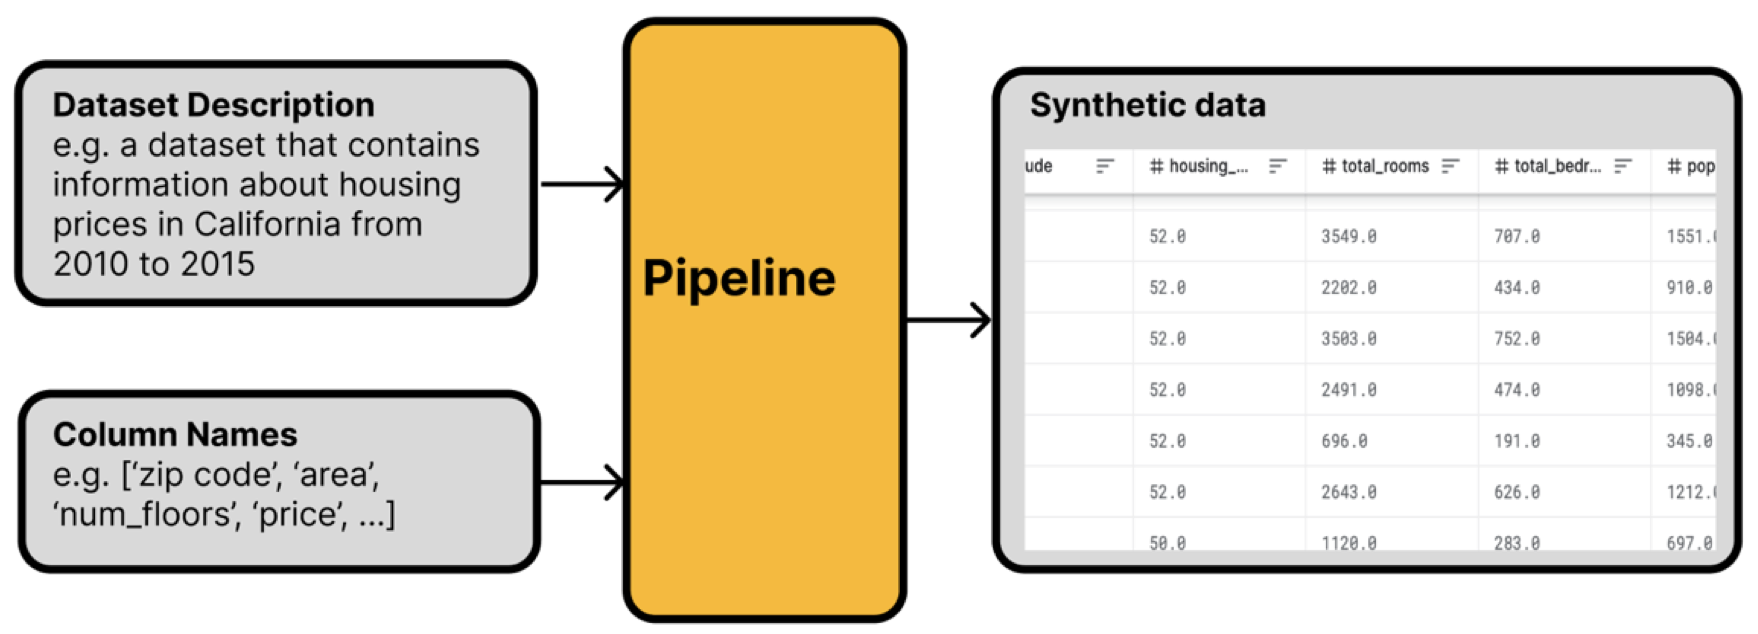 Dataset Description
e.g. a dataset that contains
information about housing
prices in California from
2010 to 2015
Column Names
e.g. [‘zip code’, ‘area’,
‘num_floors’, ‘price’, ...]
Pipeline
Synthetic data
ude # housing_... # total_rooms # total_bedr... # pop
52.0 3549.0 707.0 1551.
52.0 2202.0 434.0 910.0
52.0 3503.0 752.0 1504.
52.0 2491.0 474.0 1098.
52.0 696.0 191.0 345.0
52.0 2643.0 626.0 1212.
50.0 1120.0 283.0 697.0